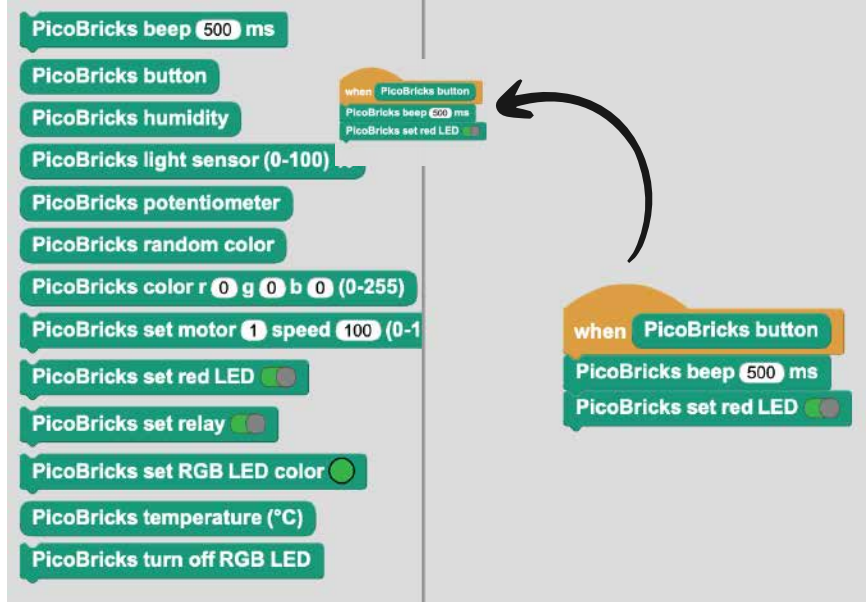 PicoBricks beep 500 ms
PicoBricks button
PicoBricks humidity
PicoBricks light sensor (0-100)
PicoBricks potentiometer
PicoBricks random color
PicoBricks color r 0 g 0 b 0 (0-255)
PicoBricks set motor 1 speed 100 (0-1
PicoBricks set red LED
PicoBricks set relay
PicoBricks set RGB LED color
PicoBricks temperature (°C)
PicoBricks turn off RGB LED
when PicoBricks button
PicoBricks beep 500 ms
PicoBricks set red LED
when PicoBricks button
PicoBricks beep 500 ms
PicoBricks set red LED